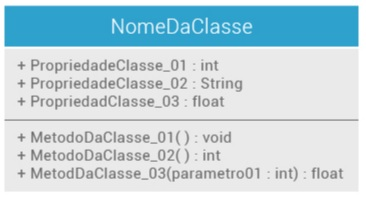 NomeDaClasse
+ PropriedadeClasse_01 : int
+ PropriedadeClasse_02 : String
+ PropriedadClasse_03 : float
+ MetodoDaClasse_01( ) : void
+ MetodoDaClasse_02( ) : int
+ MetodDaClasse_03(parametro01 : int) : float